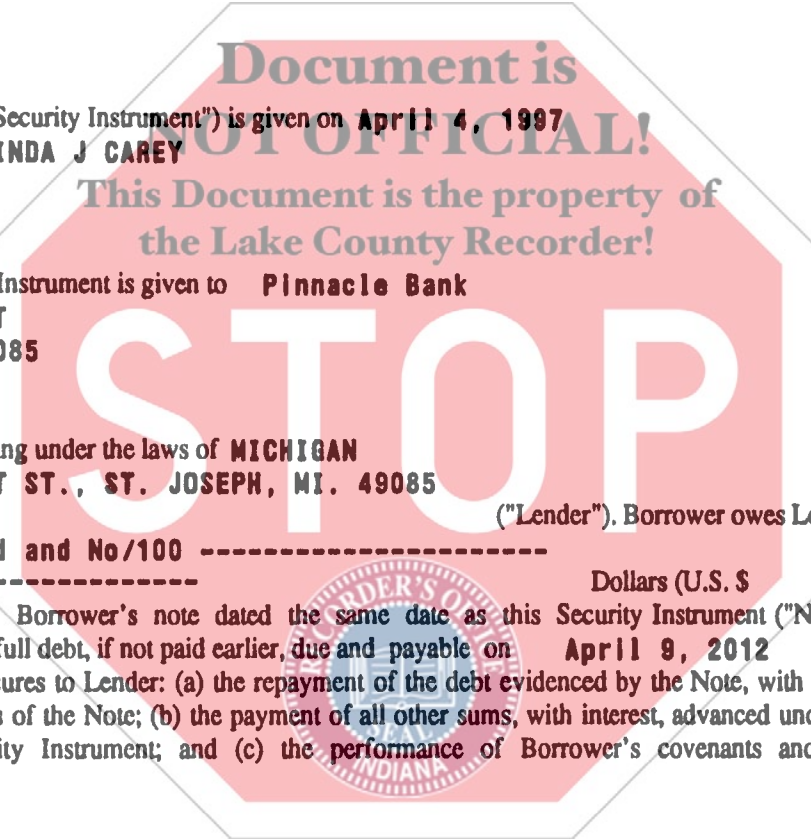 Document is
Security Instrument") is given on April 4, 1997
NOT OFFICIAL!
INDA J CAREY
This Document is the property of
the Lake County Recorder!
Instrument is given to Pinnacle Bank
T
085
STOP
ng under the laws of MICHIGAN
T ST., ST. JOSEPH, MI. 49085
("Lender"). Borrower owes Le
d and No/100 -----------------------
--------------- Dollars (U.S. $
Borrower's note dated the same date as this Security Instrument ("N
full debt, if not paid earlier, due and payable on April 9, 2012
sures to Lender: (a) the repayment of the debt evidenced by the Note, with
s of the Note; (b) the payment of all other sums, with interest, advanced und
ity Instrument; and (c) the performance of Borrower's covenants and
RECORDER'S OFFICE
SEAL
INDIANA